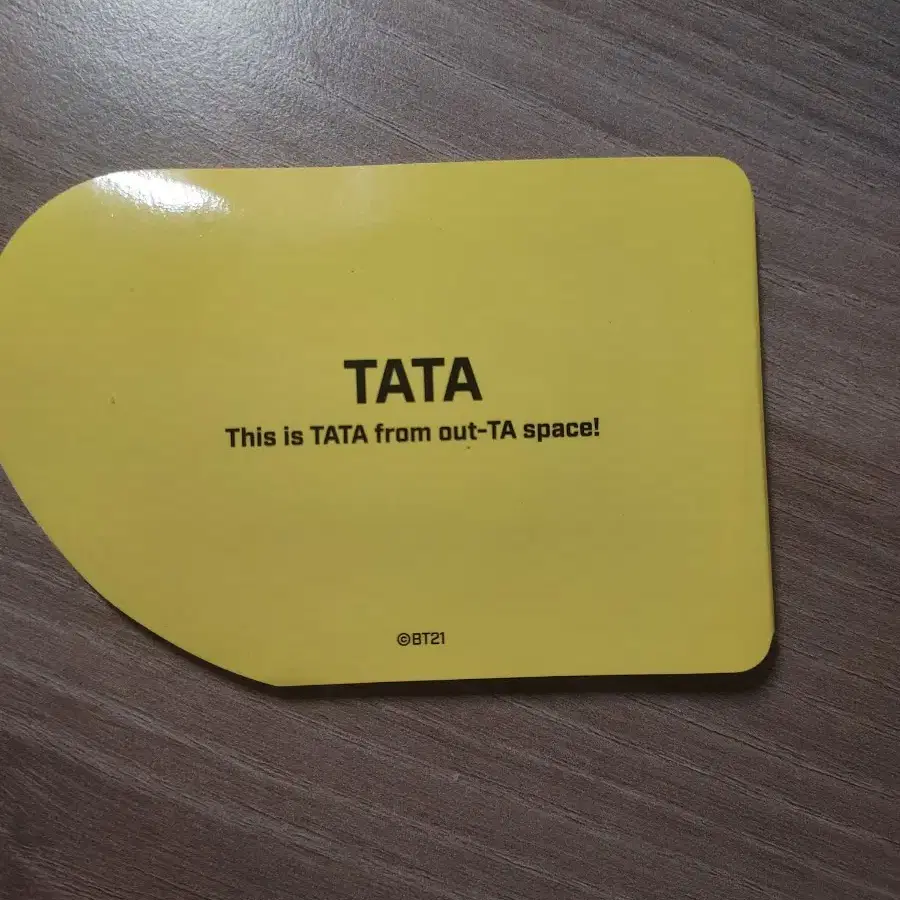 TATA
This is TATA from out-TA space!
©BT21